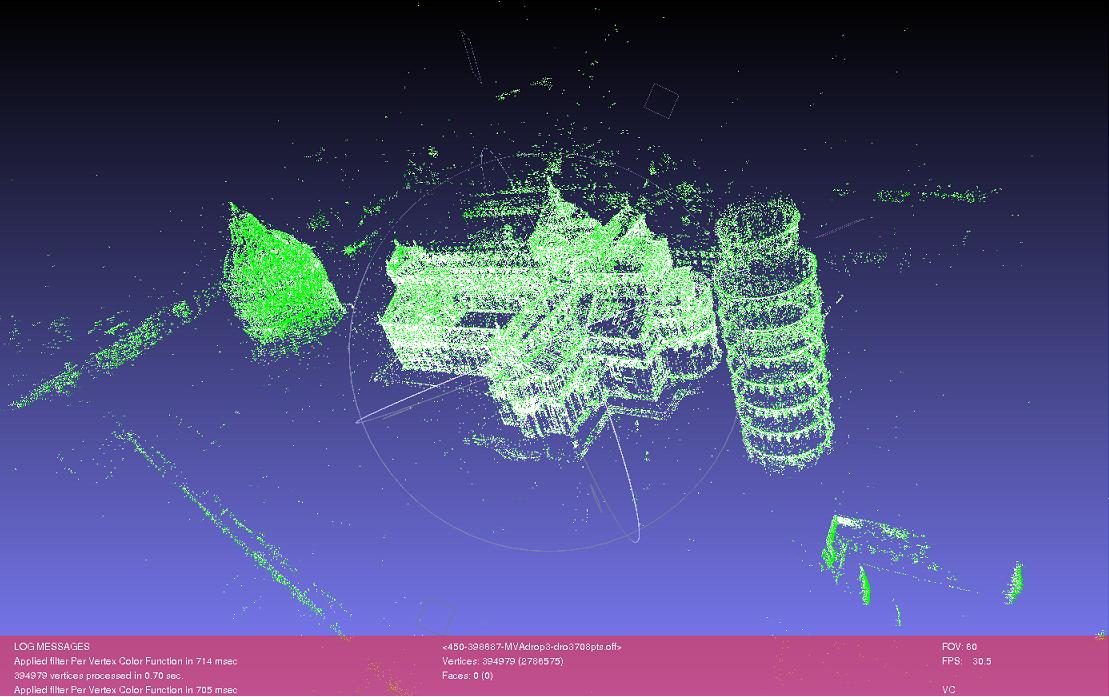 LOG MESSAGES
Applied filter Per Vertex Color Function in 714 msec
394979 vertices processed in 0.70 sec.
Applied filter Per Vertex Color Function in 705 msec
<450-398687-MVAdrop3-dro3708pts.off>
Vertices: 394979 (2786575)
Faces: 0 (0)
FOV: 60
FPS: 30.5
VC